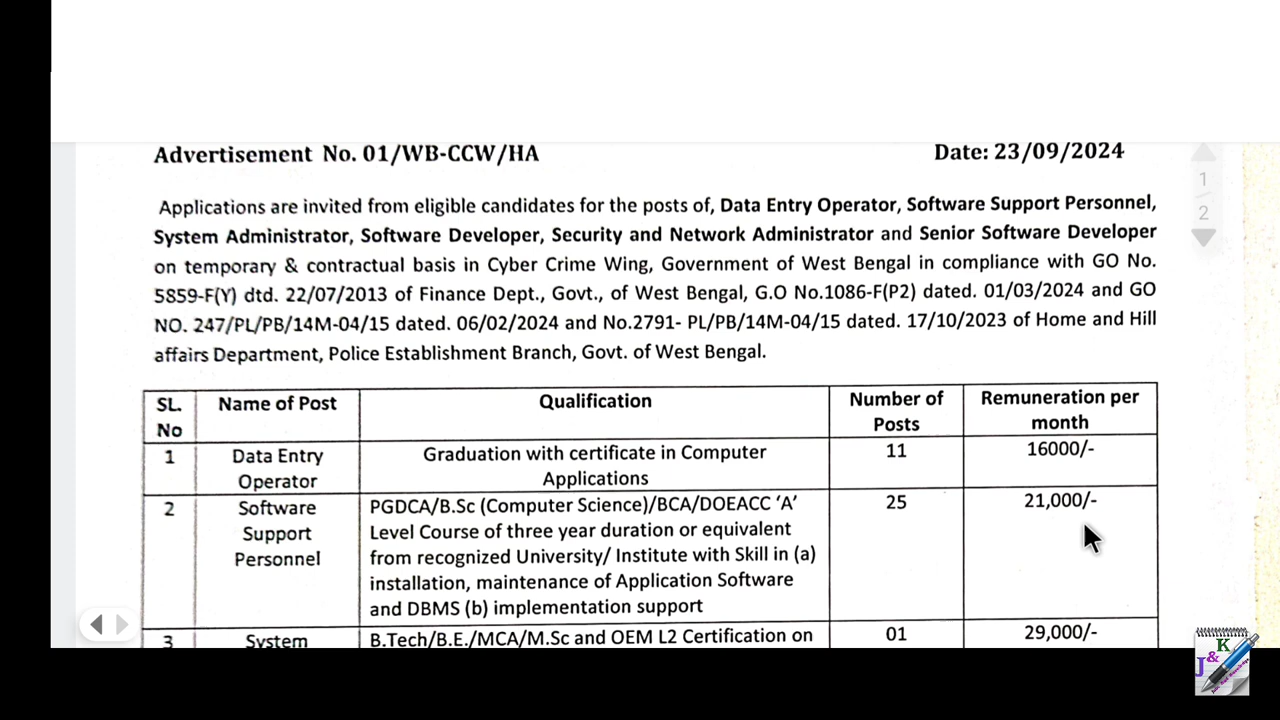 Advertisement No. 01/WB-CCW/HA
Date: 23/09/2024
Applications are invited from eligible candidates for the posts of, Data Entry Operator, Software Support Personnel,
System Administrator, Software Developer, Security and Network Administrator and Senior Software Developer
on temporary & contractual basis in Cyber Crime Wing, Government of West Bengal in compliance with GO No.
5859-F(Y) dtd. 22/07/2013 of Finance Dept., Govt., of West Bengal, G.O No.1086-F(P2) dated. 01/03/2024 and GO
NO. 247/PL/PB/14M-04/15 dated. 06/02/2024 and No.2791- PL/PB/14M-04/15 dated. 17/10/2023 of Home and Hill
affairs Department, Police Establishment Branch, Govt. of West Bengal.
SL. No
Name of Post
Qualification
Number of Posts
Remuneration per month
1
Data Entry
Operator
Graduation with certificate in Computer
Applications
11
16000/-
2
Software
Support
Personnel
PGDCA/B.Sc (Computer Science)/BCA/DOEACC ‘A’
Level Course of three year duration or equivalent
from recognized University/ Institute with Skill in (a)
installation, maintenance of Application Software
and DBMS (b) implementation support
25
21,000/-
3
System
B.Tech/B.E./MCA/M.Sc and OEM L2 Certification on
01
29,000/-
1
2
J&K